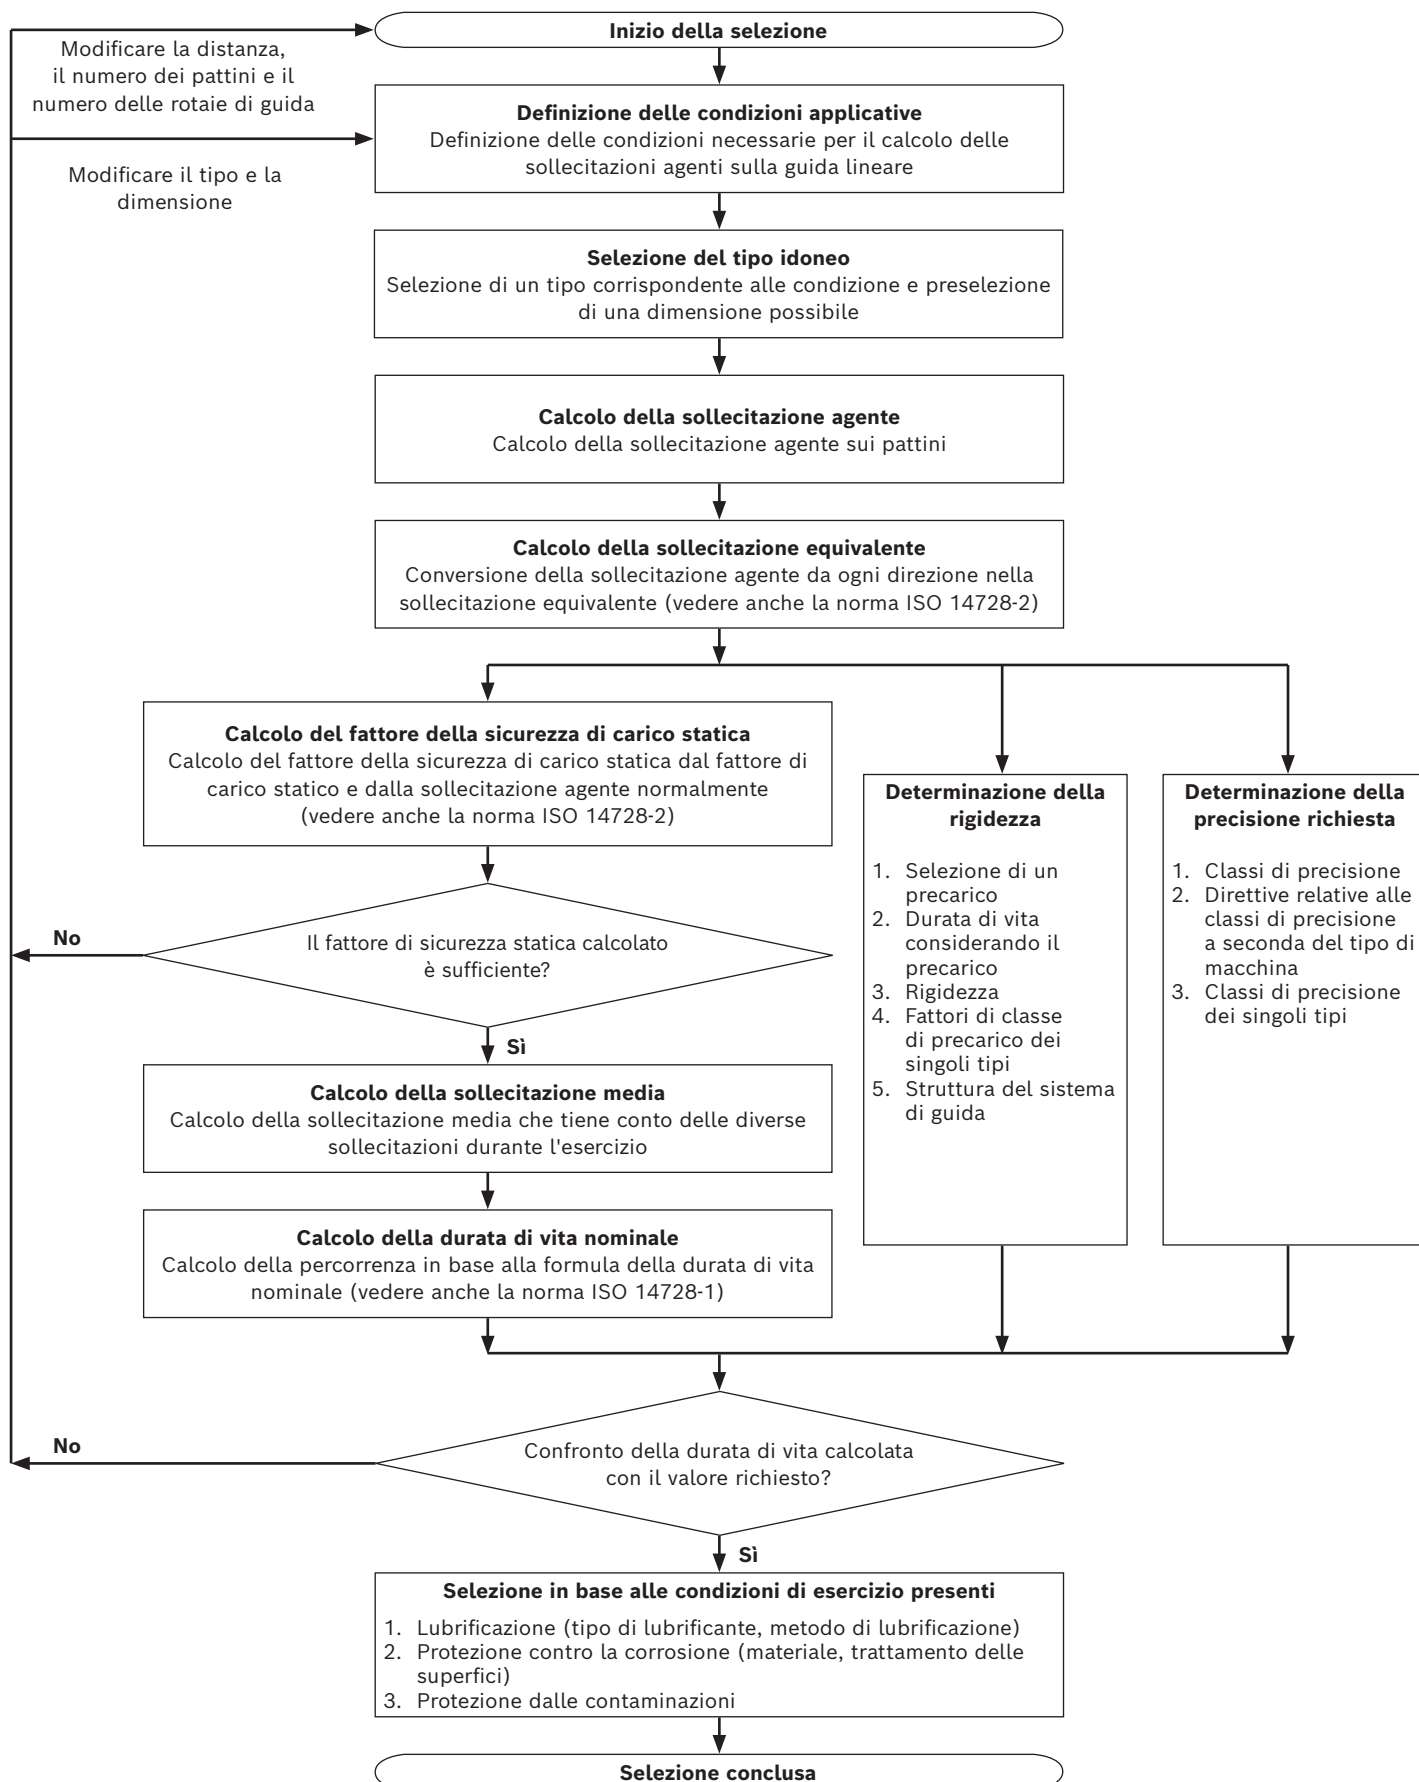 Inizio della selezione
Modificare la distanza,
il numero dei pattini e il
numero delle rotaie di guida
Modificare il tipo e la
dimensione
Definizione delle condizioni applicative
Definizione delle condizioni necessarie per il calcolo delle
sollecitazioni agenti sulla guida lineare
Selezione del tipo idoneo
Selezione di un tipo corrispondente alle condizione e preselezione
di una dimensione possibile
Calcolo della sollecitazione agente
Calcolo della sollecitazione agente sui pattini
Calcolo della sollecitazione equivalente
Conversione della sollecitazione agente da ogni direzione nella
sollecitazione equivalente (vedere anche la norma ISO 14728-2)
Calcolo del fattore della sicurezza di carico statica
Calcolo del fattore della sicurezza di carico statica dal fattore di
carico statico e dalla sollecitazione agente normalmente
(vedere anche la norma ISO 14728-2)
Determinazione della
rigidezza
1. Selezione di un
precarico
2. Durata di vita
considerando il
precarico
3. Rigidezza
4. Fattori di classe
di precarico dei
singoli tipi
5. Struttura del sistema
di guida
Determinazione della
precisione richiesta
1. Classi di precisione
2. Direttive relative alle
classi di precisione
a seconda del tipo di
macchina
3. Classi di precisione
dei singoli tipi
No
Il fattore di sicurezza statica calcolato
è sufficiente?
Sì
Calcolo della sollecitazione media
Calcolo della sollecitazione media che tiene conto delle diverse
sollecitazioni durante l'esercizio
Calcolo della durata di vita nominale
Calcolo della percorrenza in base alla formula della durata di vita
nominale (vedere anche la norma ISO 14728-1)
No
Confronto della durata di vita calcolata
con il valore richiesto?
Sì
Selezione in base alle condizioni di esercizio presenti
1. Lubrificazione (tipo di lubrificante, metodo di lubrificazione)
2. Protezione contro la corrosione (materiale, trattamento delle
superfici)
3. Protezione dalle contaminazioni
Selezione conclusa